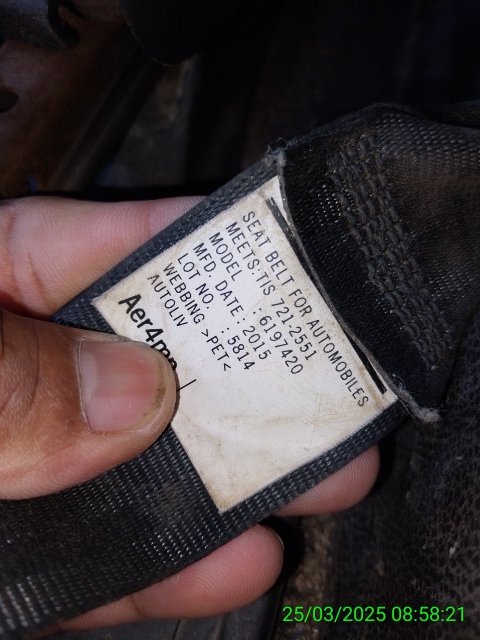 SEAT BELT FOR AUTOMOBILES
MEETS:TIS 721-2551
MODEL : 6197420
MFD. DATE : 2015
LOT NO. : 5814
WEBBING >PET<
AUTOLIV
25/03/2025 08:58:21